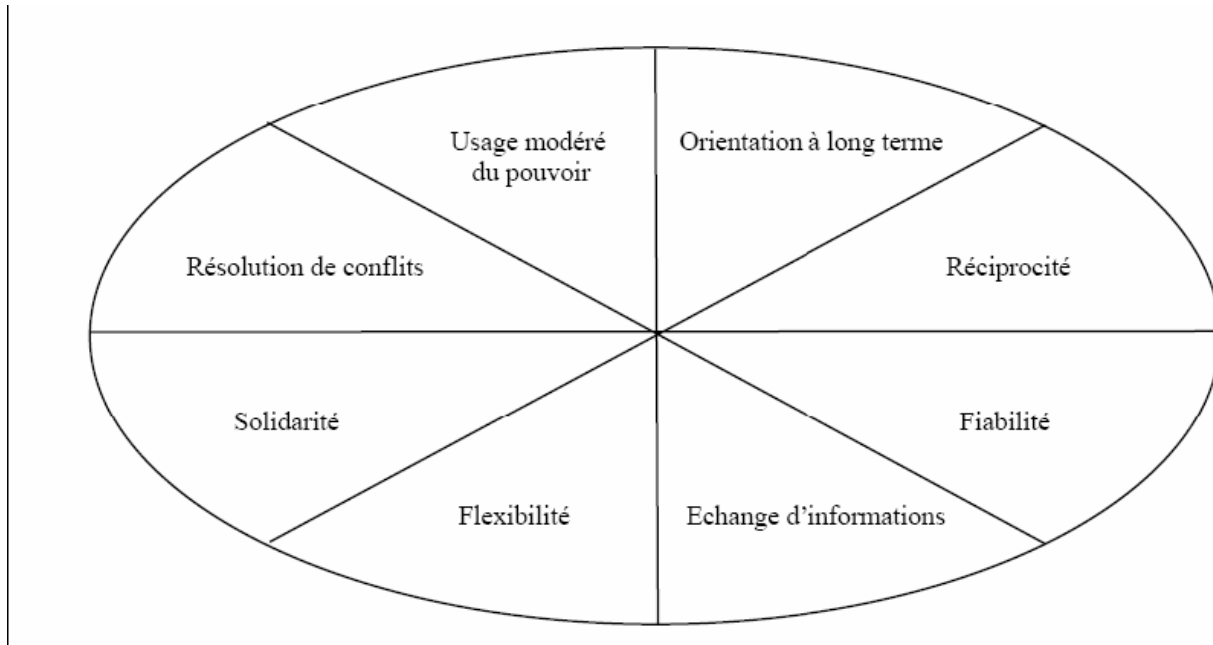 Usage modéré
du pouvoir
Orientation à long terme
Résolution de conflits
Réciprocité
Solidarité
Fiabilité
Flexibilité
Echange d’informations